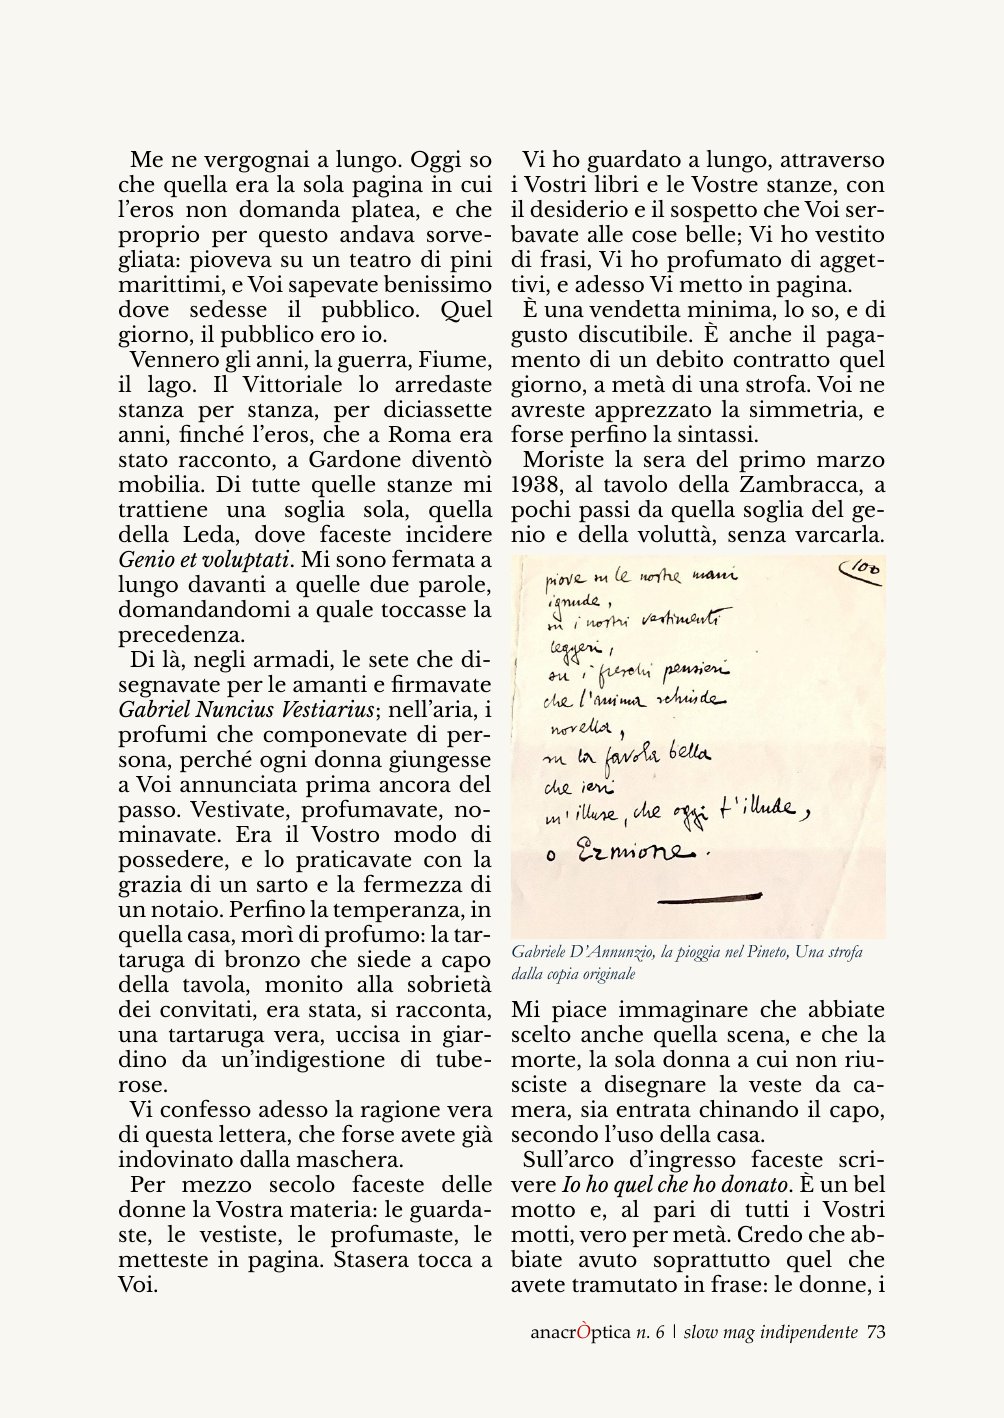 Me ne vergognai a lungo. Oggi so
che quella era la sola pagina in cui
l’eros non domanda platea, e che
proprio per questo andava sorve-
gliata: pioveva su un teatro di pini
marittimi, e Voi sapevate benissimo
dove sedesse il pubblico. Quel
giorno, il pubblico ero io.
Vennero gli anni, la guerra, Fiume,
il lago. Il Vittoriale lo arredaste
stanza per stanza, per diciassette
anni, finché l’eros, che a Roma era
stato racconto, a Gardone diventò
mobilia. Di tutte quelle stanze mi
trattiene una soglia sola, quella
della Leda, dove faceste incidere
Genio et voluptati. Mi sono fermata a
lungo davanti a quelle due parole,
domandandomi a quale toccasse la
precedenza.
Di là, negli armadi, le sete che di-
segnavate per le amanti e firmavate
Gabriel Nuncius Vestiarius; nell’aria, i
profumi che componevate di per-
sona, perché ogni donna giungesse
a Voi annunciata prima ancora del
passo. Vestivate, profumavate, no-
minavate. Era il Vostro modo di
possedere, e lo praticavate con la
grazia di un sarto e la fermezza di
un notaio. Perfino la temperanza, in
quella casa, morì di profumo: la tar-
taruga di bronzo che siede a capo
della tavola, monito alla sobrietà
dei convitati, era stata, si racconta,
una tartaruga vera, uccisa in giar-
dino da un’indigestione di tube-
rose.
Vi confesso adesso la ragione vera
di questa lettera, che forse avete già
indovinato dalla maschera.
Per mezzo secolo faceste delle
donne la Vostra materia: le guarda-
ste, le vestiste, le profumaste, le
metteste in pagina. Stasera tocca a
Voi.
Vi ho guardato a lungo, attraverso
i Vostri libri e le Vostre stanze, con
il desiderio e il sospetto che Voi ser-
bavate alle cose belle; Vi ho vestito
di frasi, Vi ho profumato di agget-
tivi, e adesso Vi metto in pagina.
È una vendetta minima, lo so, e di
gusto discutibile. È anche il paga-
mento di un debito contratto quel
giorno, a metà di una strofa. Voi ne
avreste apprezzato la simmetria, e
forse perfino la sintassi.
Moriste la sera del primo marzo
1938, al tavolo della Zambracca, a
pochi passi da quella soglia del ge-
nio e della voluttà, senza varcarla.
100
piove su le nostre mani
ignude,
su i nostri vestimenti
leggeri,
su i freschi pensieri
che l'anima schiude
novella,
su la favola bella
che ieri
m'illuse, che oggi t'illude,
o Ermione.
Gabriele D’Annunzio, la pioggia nel Pineto, Una strofa
dalla copia originale
Mi piace immaginare che abbiate
scelto anche quella scena, e che la
morte, la sola donna a cui non riu-
sciste a disegnare la veste da ca-
mera, sia entrata chinando il capo,
secondo l’uso della casa.
Sull’arco d’ingresso faceste scri-
vere Io ho quel che ho donato. È un bel
motto e, al pari di tutti i Vostri
motti, vero per metà. Credo che ab-
biate avuto soprattutto quel che
avete tramutato in frase: le donne, i
anacrÒptica n. 6 | slow mag indipendente 73